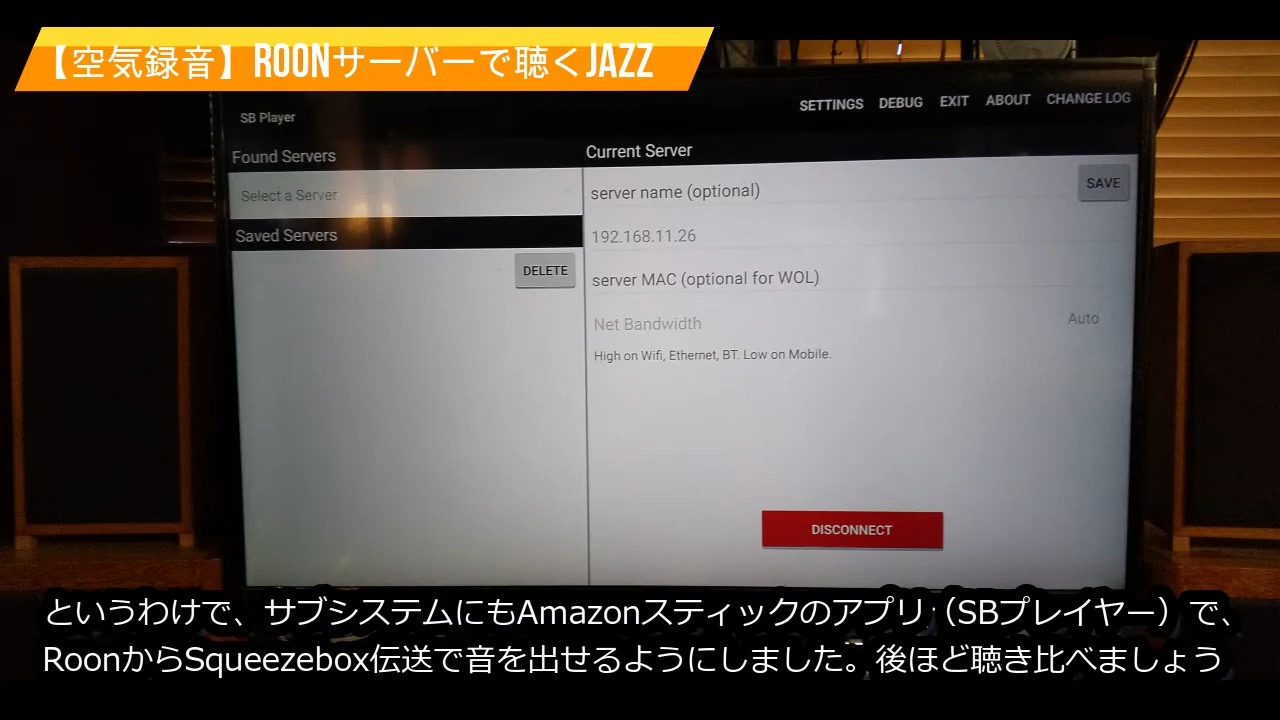 【空気録音】ROONサーバーで聴くJAZZ
SB Player
SETTINGS DEBUG EXIT ABOUT CHANGE LOG
Found Servers
Select a Server
Saved Servers
DELETE
Current Server
server name (optional)
SAVE
192.168.11.26
server MAC (optional for WOL)
Net Bandwidth
Auto
High on Wifi, Ethernet, BT. Low on Mobile.
DISCONNECT
というわけで、サブシステムにもAmazonスティックのアプリ（SBプレイヤー）で、
RoonからSqueezebox伝送で音を出せるようにしました。後ほど聴き比べましょう